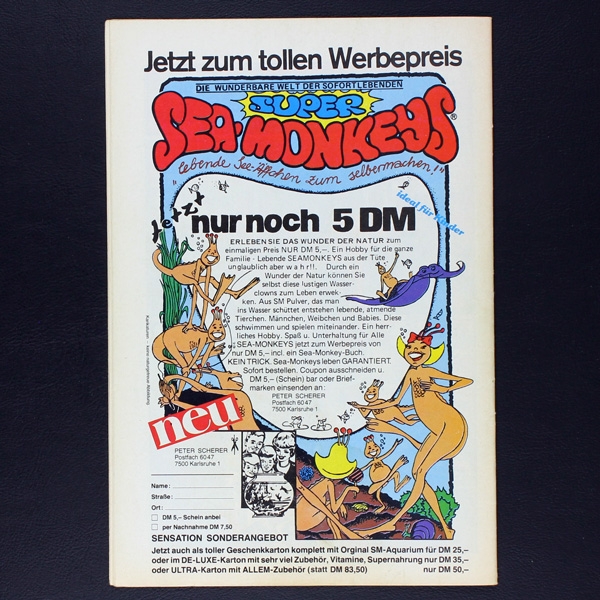 Jetzt zum tollen Werbepreis
DIE WUNDERBARE WELT DER SOFORTLEBENDEN
SUPER
SEA-MONKEYS®
"lebende See-Äffchen zum selbermachen!"
ideal für Kinder
jetzt
nur noch 5 DM
ERLEBEN SIE DAS WUNDER DER NATUR zum
einmaligen Preis NUR DM 5,–. Ein Hobby für die ganze
Familie - Lebende SEAMONKEYS aus der Tüte
unglaublich aber w a h r!!. Durch ein
Wunder der Natur können Sie
selbst diese lustigen Wasser-
clowns zum Leben erwek-
ken. Aus SM Pulver, das man
ins Wasser schüttet entstehen lebende, atmende
Tierchen. Männchen, Weibchen und Babies. Diese
schwimmen und spielen miteinander. Ein herr-
liches Hobby. Spaß u. Unterhaltung für Alle
SEA-MONKEYS jetzt zum Werbepreis von
nur DM 5,– incl. ein Sea-Monkey-Buch.
KEIN TRICK. Sea-Monkeys leben GARANTIERT.
Sofort bestellen, Coupon ausschneiden u.
DM 5,– (Schein) bar oder Brief-
marken einsenden an:
PETER SCHERER
Postfach 6047
7500 Karlsruhe 1
neu
PETER SCHERER
Postfach 6047
7500 Karlsruhe 1
Name:
Straße:
Ort:
DM 5,– Schein anbei
per Nachnahme DM 7,50
SENSATION SONDERANGEBOT
Jetzt auch als toller Geschenkkarton komplett mit Orginal SM-Aquarium für DM 25,–
oder im DE-LUXE-Karton mit sehr viel Zubehör, Vitamine, Supernahrung nur DM 35,–
oder ULTRA-Karton mit ALLEM-Zubehör (statt DM 83,50) nur DM 50,–